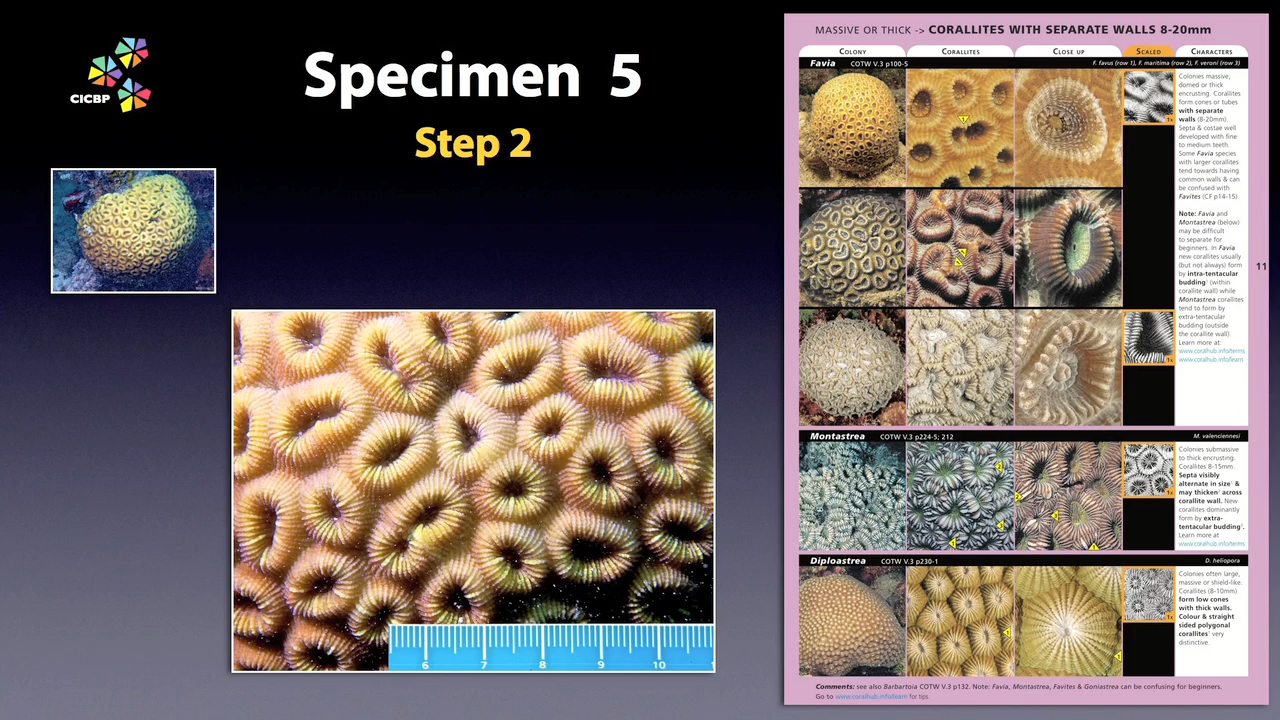 CICBP
Specimen 5
Step 2
6 7 8 9 10
MASSIVE OR THICK -> CORALLITES WITH SEPARATE WALLS 8-20mm
COLONY CORALLITES CLOSE UP SCALED CHARACTERS
Favia COTW V.3 p100-5 F. favus (row 1), F. maritima (row 2), F. veroni (row 3)
Colonies massive,
domed or thick
encrusting. Corallites
form cones or tubes
with separate
walls (8-20mm).
Septa & costae well
developed with fine
to medium teeth.
Some Favia species
with larger corallites
tend towards having
common walls & can
be confused with
Favites (CF p14-15).
Note: Favia and
Montastrea (below)
may be difficult
to separate for
beginners. In Favia
new corallites usually
(but not always) form
by intra-tentacular
budding¹ (within
corallite wall) while
Montastrea corallites
tend to form by
extra-tentacular
budding (outside
the corallite wall).
Learn more at:
www.coralhub.info/terms
www.coralhub.info/learn
11
Montastrea COTW V.3 p224-5; 212 M. valenciennesi
Colonies submassive
to thick encrusting.
Corallites 8-15mm.
Septa visibly
alternate in size¹ &
may thicken² across
corallite wall. New
corallites dominantly
form by extra-
tentacular budding³.
Learn more at
www.coralhub.info/terms
Diploastrea COTW V.3 p230-1 D. heliopora
Colonies often large,
massive or shield-like.
Corallites (8-10mm)
form low cones
with thick walls.
Colour & straight
sided polygonal
corallites¹ very
distinctive.
Comments: see also Barbattoia COTW V.3 p132. Note: Favia, Montastrea, Favites & Goniastrea can be confusing for beginners.
Go to www.coralhub.info/learn for tips.